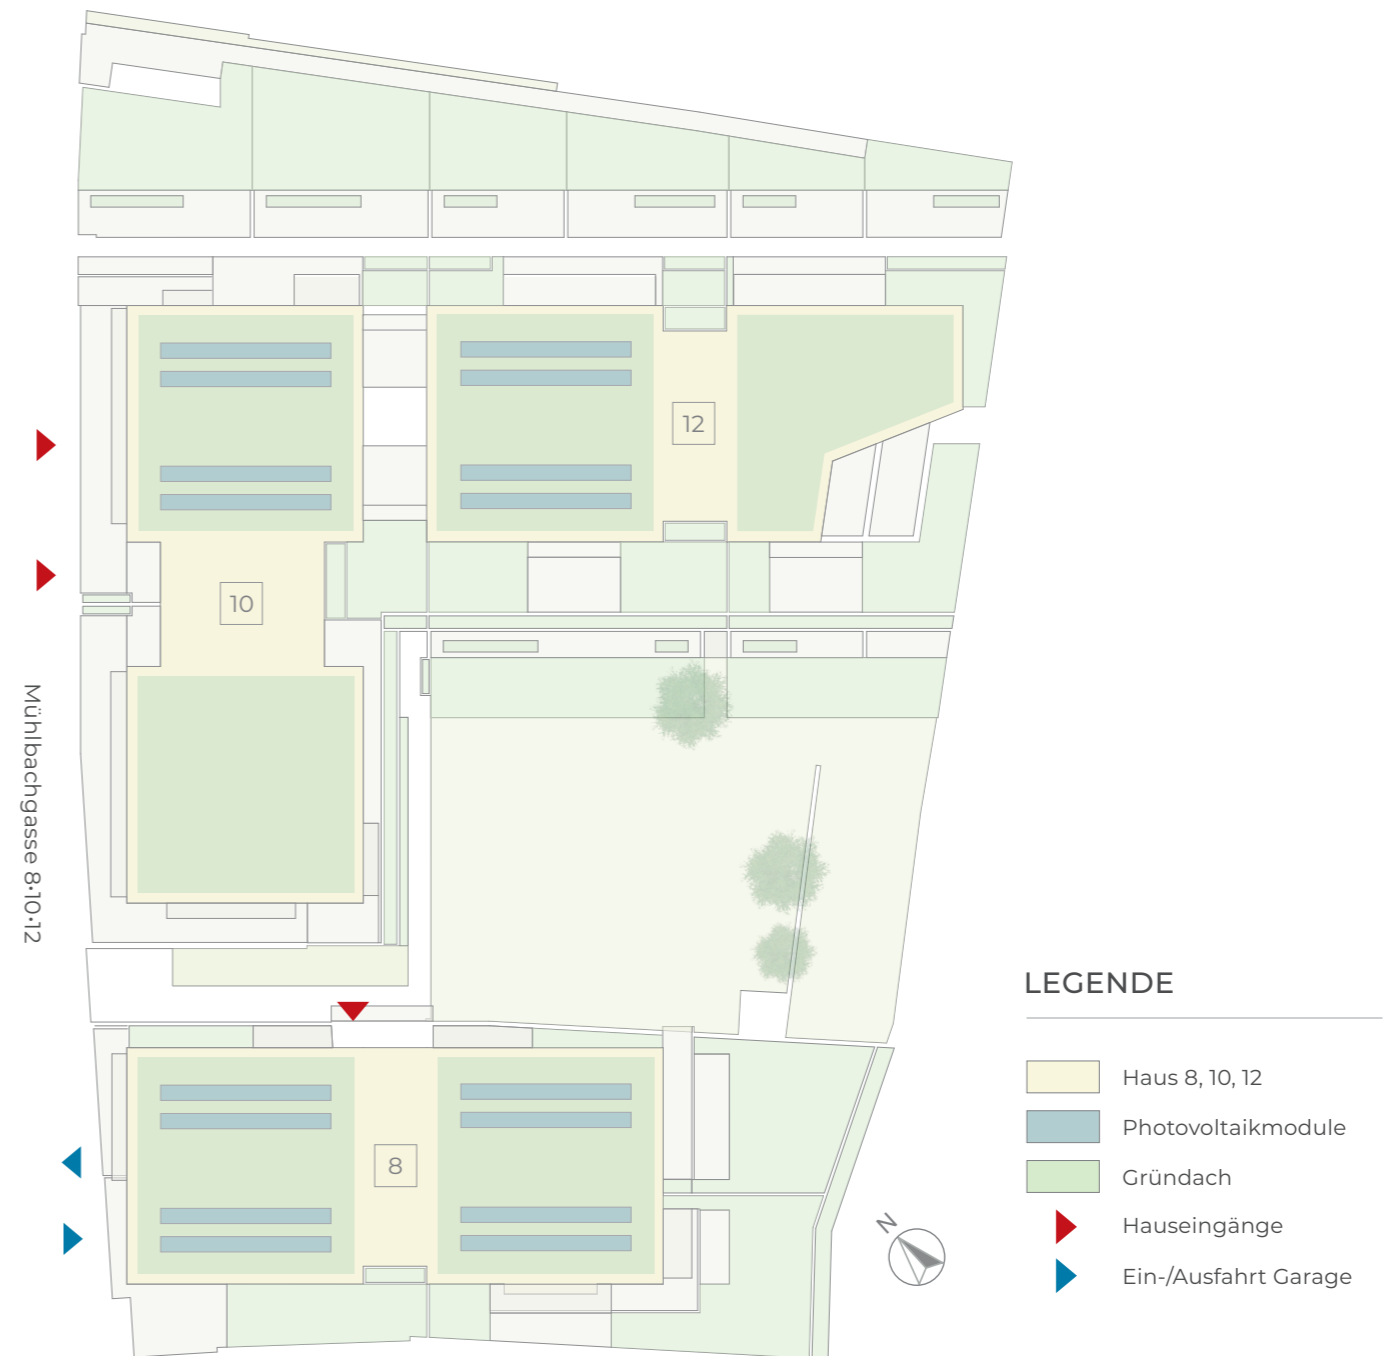 12
10
Mühlbachgasse 8•10•12
8
N
LEGENDE
Haus 8, 10, 12
Photovoltaikmodule
Gründach
Hauseingänge
Ein-/Ausfahrt Garage